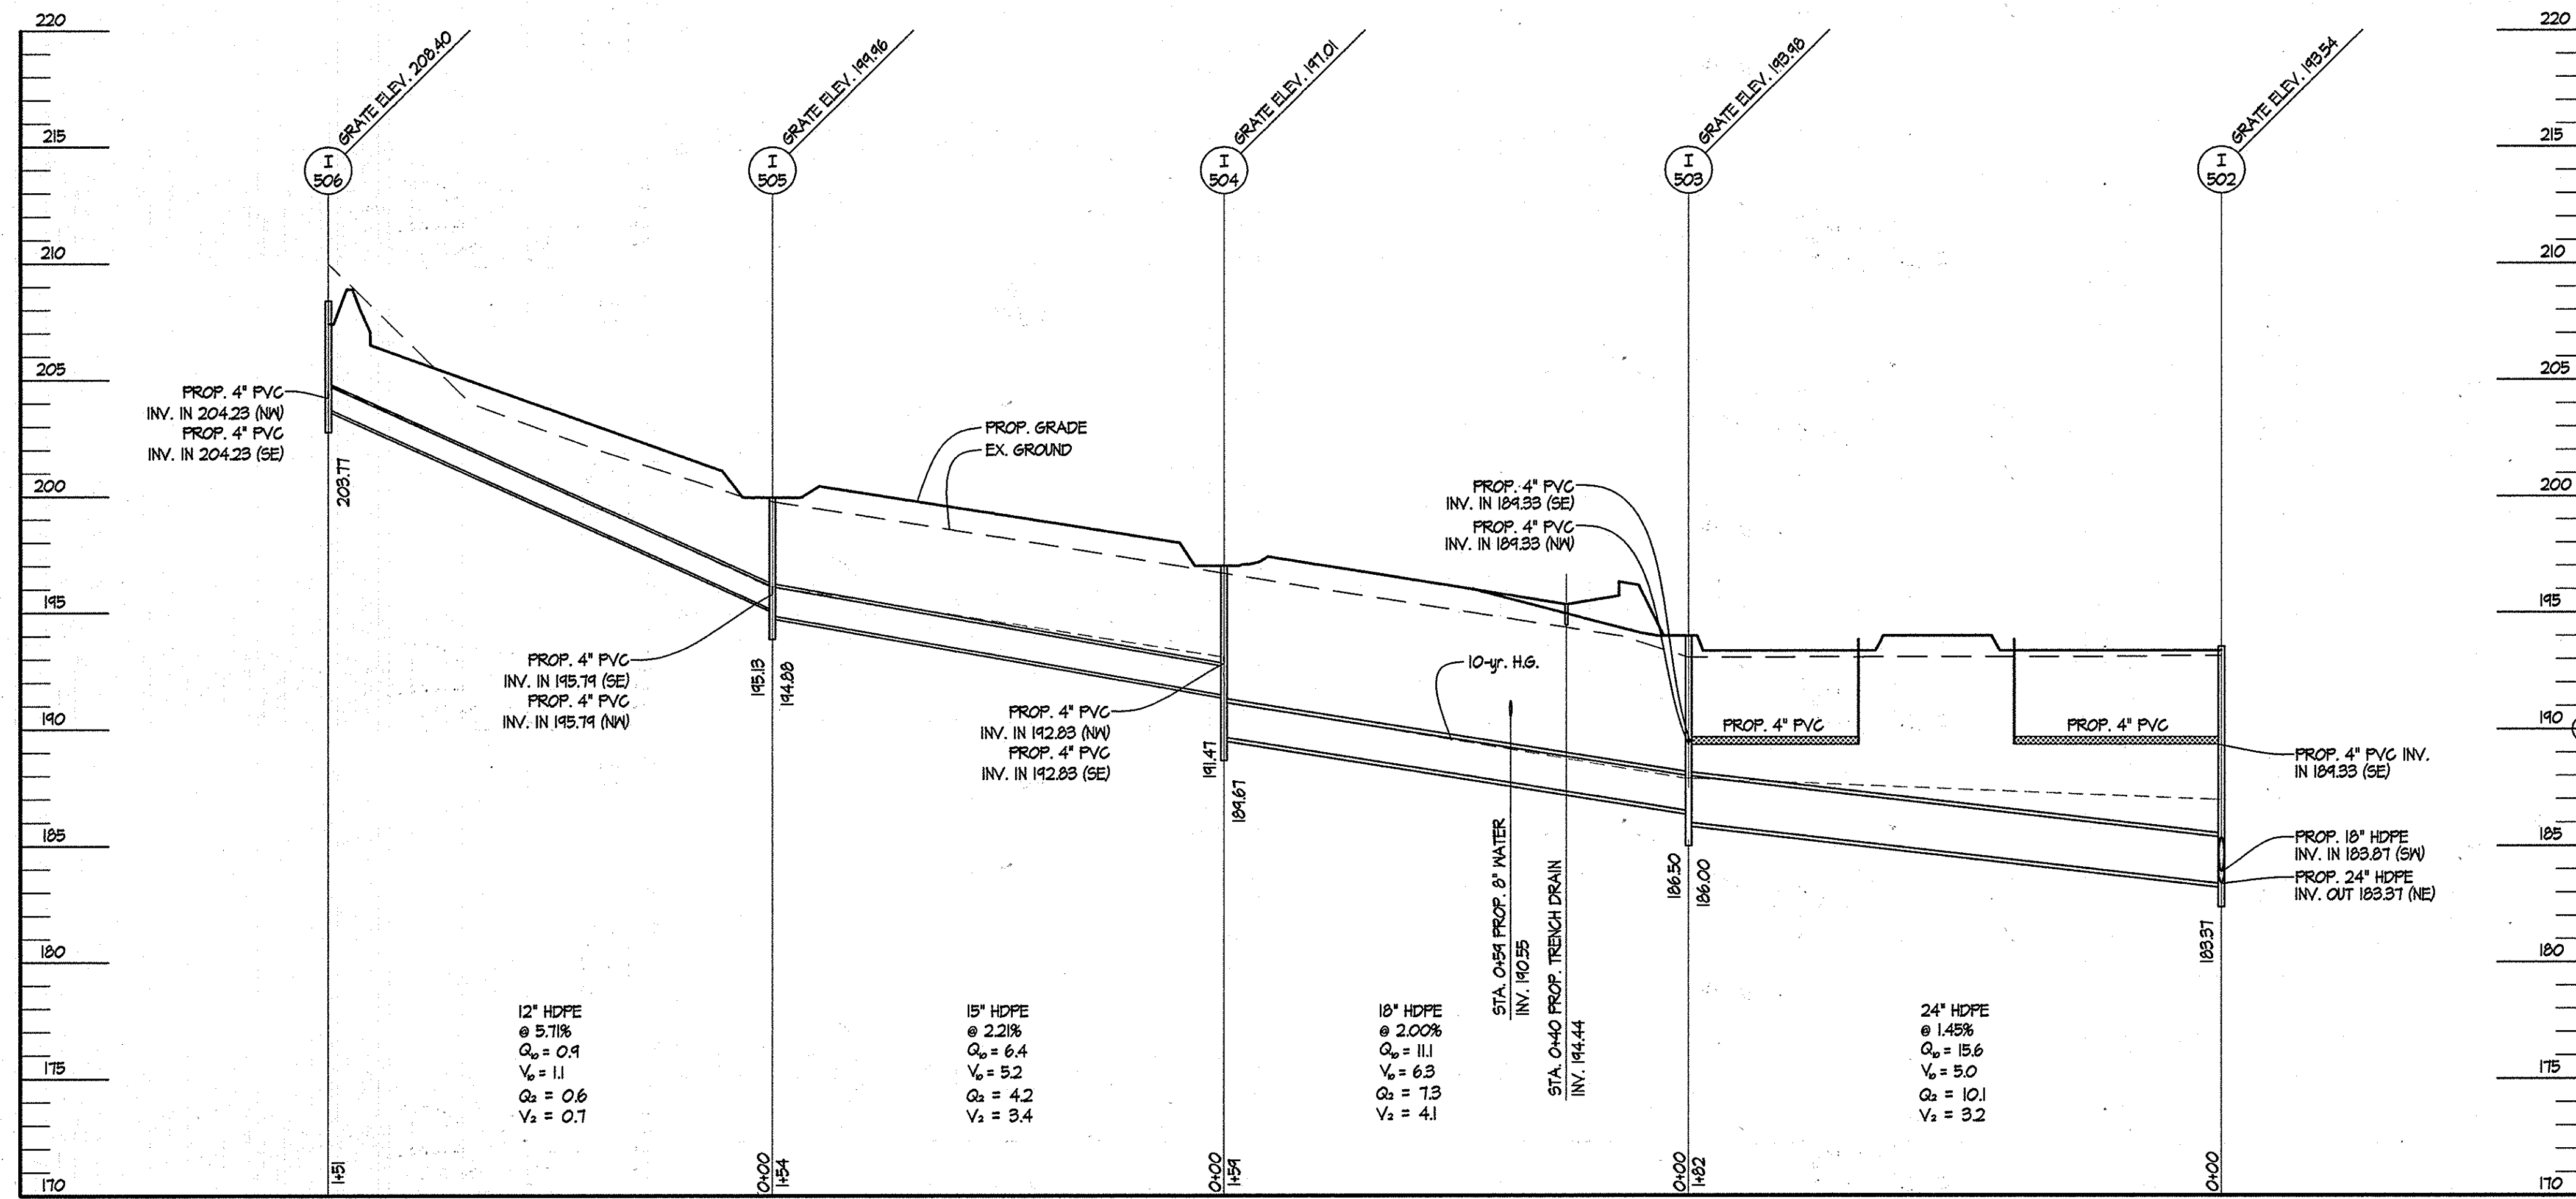 220
215
210
205
200
195
190
185
180
175
170
I
506
GRATE ELEV. 208.40
I
505
GRATE ELEV. 199.96
I
504
GRATE ELEV. 197.01
I
503
GRATE ELEV. 193.98
I
502
GRATE ELEV. 193.54
PROP. 4" PVC
INV. IN 204.23 (NW)
PROP. 4" PVC
INV. IN 204.23 (SE)
203.77
PROP. 4" PVC
INV. IN 195.79 (SE)
PROP. 4" PVC
INV. IN 195.79 (NW)
195.13
194.88
PROP. GRADE
EX. GROUND
PROP. 4" PVC
INV. IN 192.83 (NW)
PROP. 4" PVC
INV. IN 192.83 (SE)
191.47
189.67
10-yr. H.G.
PROP. 4" PVC
INV. IN 189.33 (SE)
PROP. 4" PVC
INV. IN 189.33 (NW)
STA. 0+59 PROP. 8" WATER
INV. 190.55
STA. 0+40 PROP. TRENCH DRAIN
INV. 194.44
186.50
186.00
PROP. 4" PVC
PROP. 4" PVC
PROP. 4" PVC INV.
IN 189.33 (SE)
PROP. 18" HDPE
INV. IN 183.87 (SW)
PROP. 24" HDPE
INV. OUT 183.37 (NE)
183.37
12" HDPE
@ 5.71%
Q₁₀ = 0.9
V₁₀ = 1.1
Q₂ = 0.6
V₂ = 0.7
15" HDPE
@ 2.21%
Q₁₀ = 6.4
V₁₀ = 5.2
Q₂ = 4.2
V₂ = 3.4
18" HDPE
@ 2.00%
Q₁₀ = 11.1
V₁₀ = 6.3
Q₂ = 7.3
V₂ = 4.1
24" HDPE
@ 1.45%
Q₁₀ = 15.6
V₁₀ = 5.0
Q₂ = 10.1
V₂ = 3.2
1+51
0+00
1+54
0+00
1+59
0+00
1+82
0+00
220
215
210
205
200
195
190
185
180
175
170